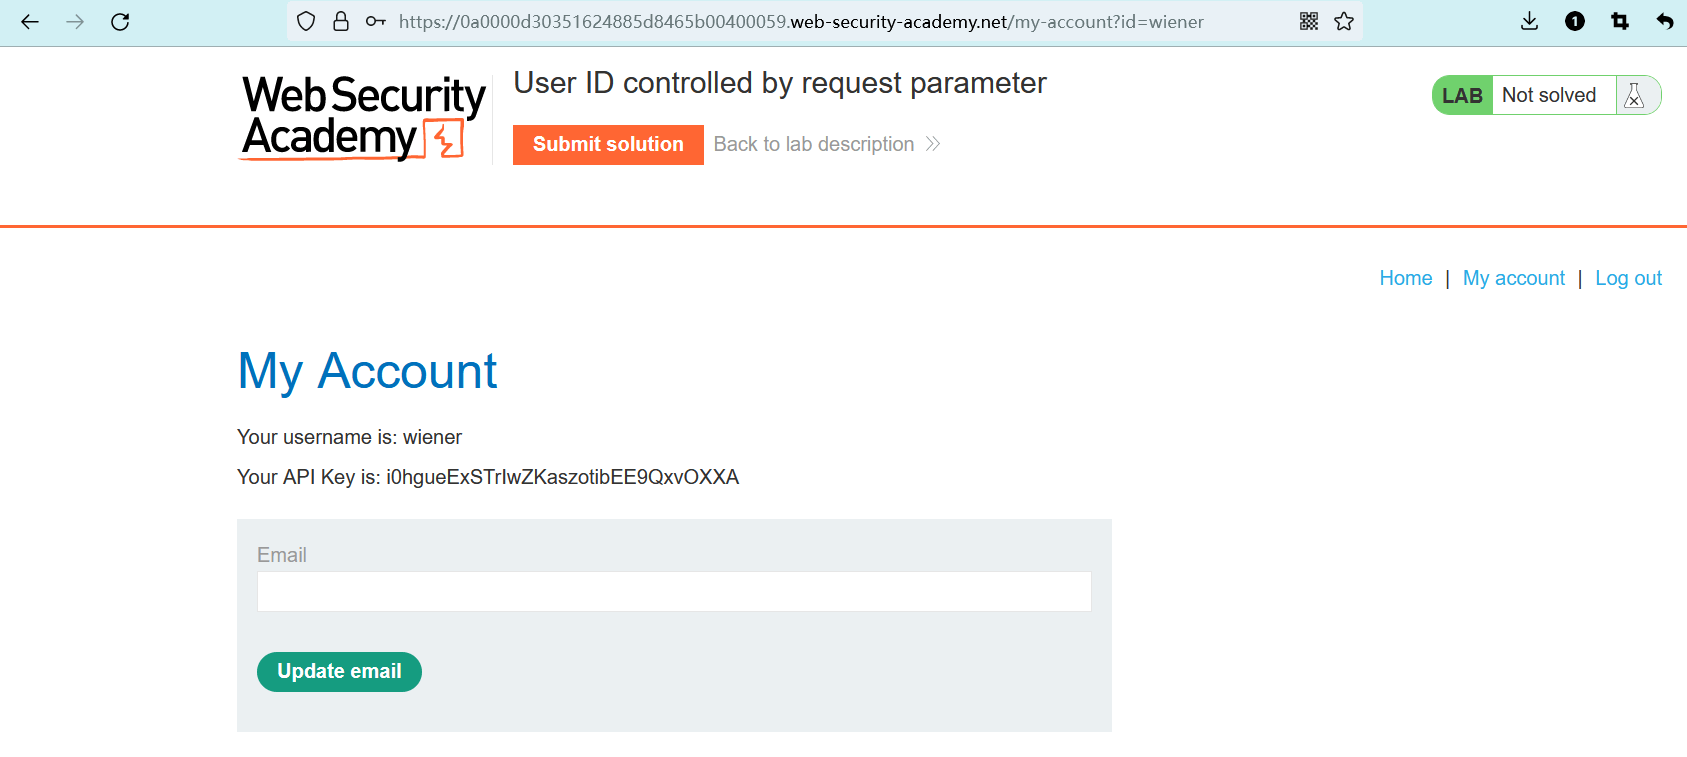 https://0a0000d30351624885d8465b00400059.web-security-academy.net/my-account?id=wiener
1
Web Security
Academy
User ID controlled by request parameter
Submit solution
Back to lab description
LAB
Not solved
Home | My account | Log out
My Account
Your username is: wiener
Your API Key is: i0hgueExSTrIwZKaszotibEE9QxvOXXA
Email
Update email